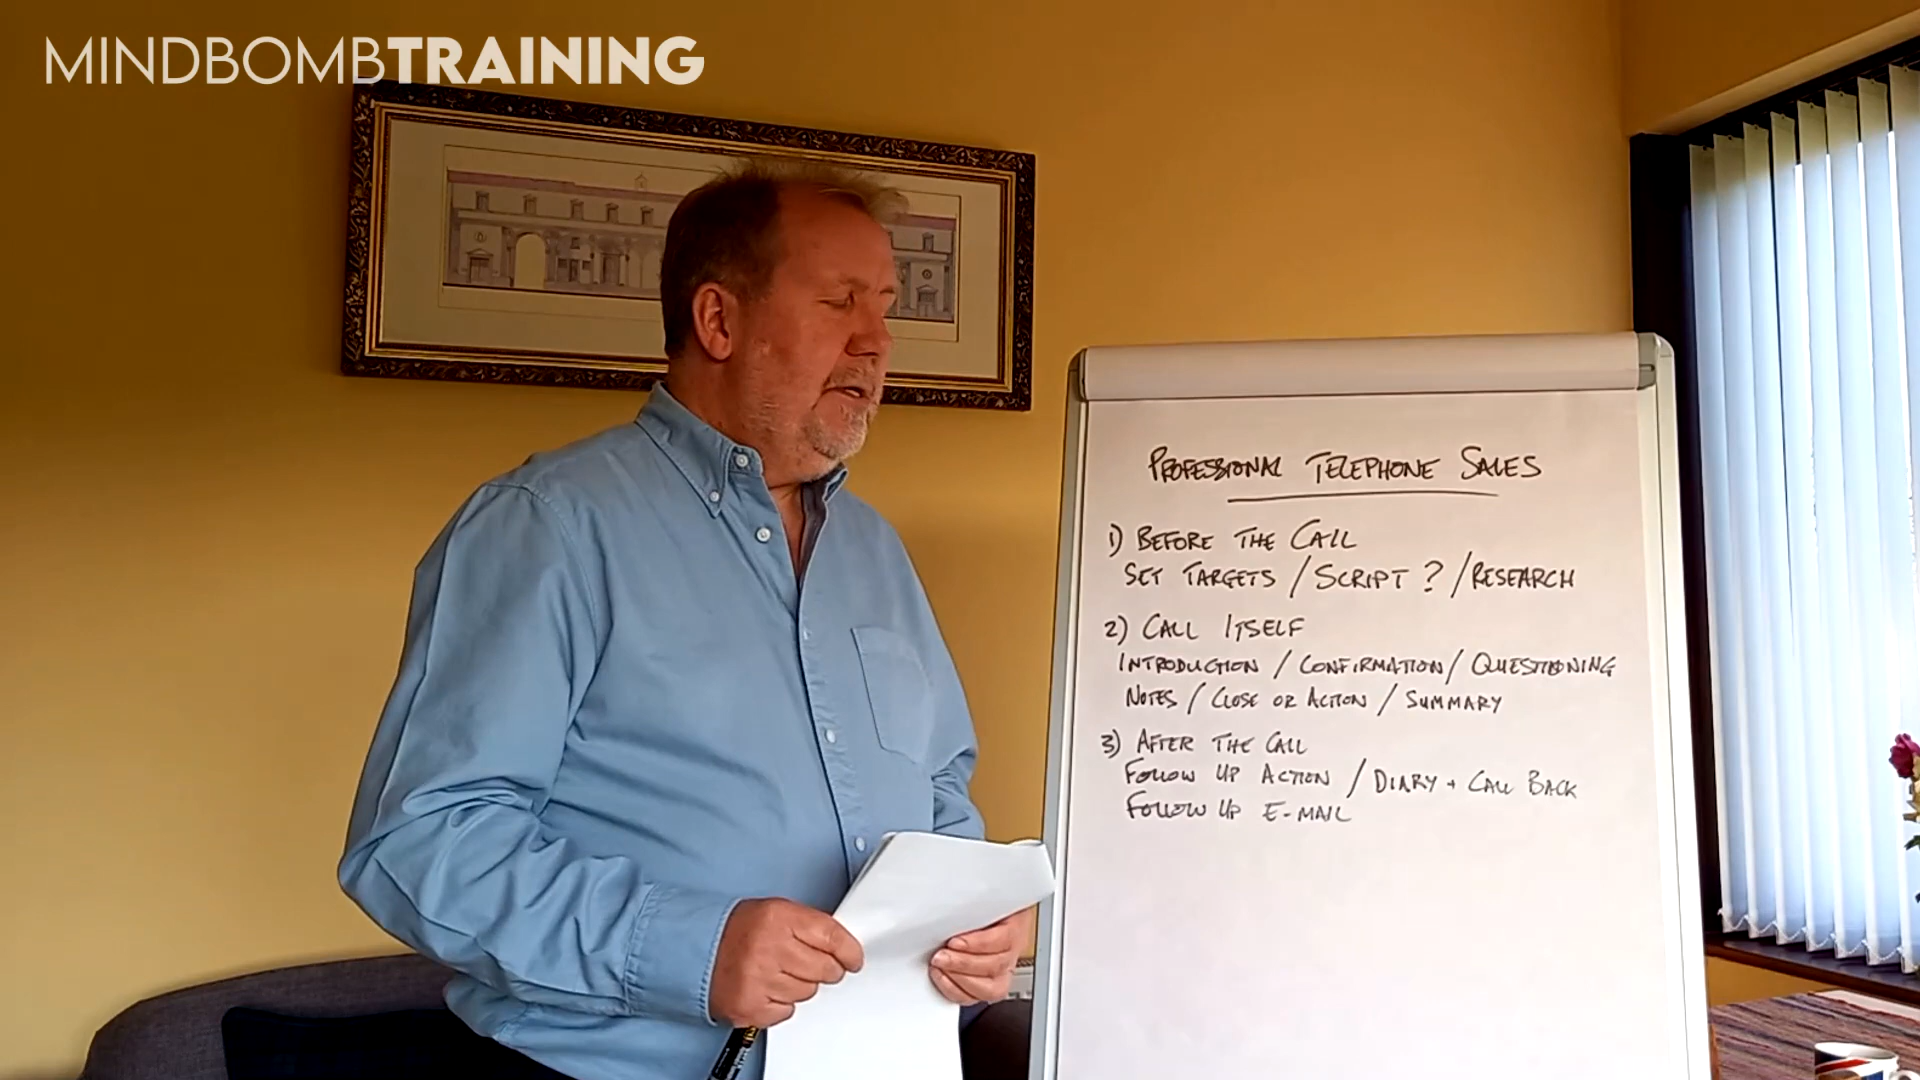 MINDBOMBTRAINING
PROFESSIONAL TELEPHONE SALES
1) BEFORE THE CALL
SET TARGETS / SCRIPT ? / RESEARCH
2) CALL ITSELF
INTRODUCTION / CONFIRMATION / QUESTIONING
NOTES / CLOSE OR ACTION / SUMMARY
3) AFTER THE CALL
FOLLOW UP ACTION / DIARY + CALL BACK
FOLLOW UP E-MAIL